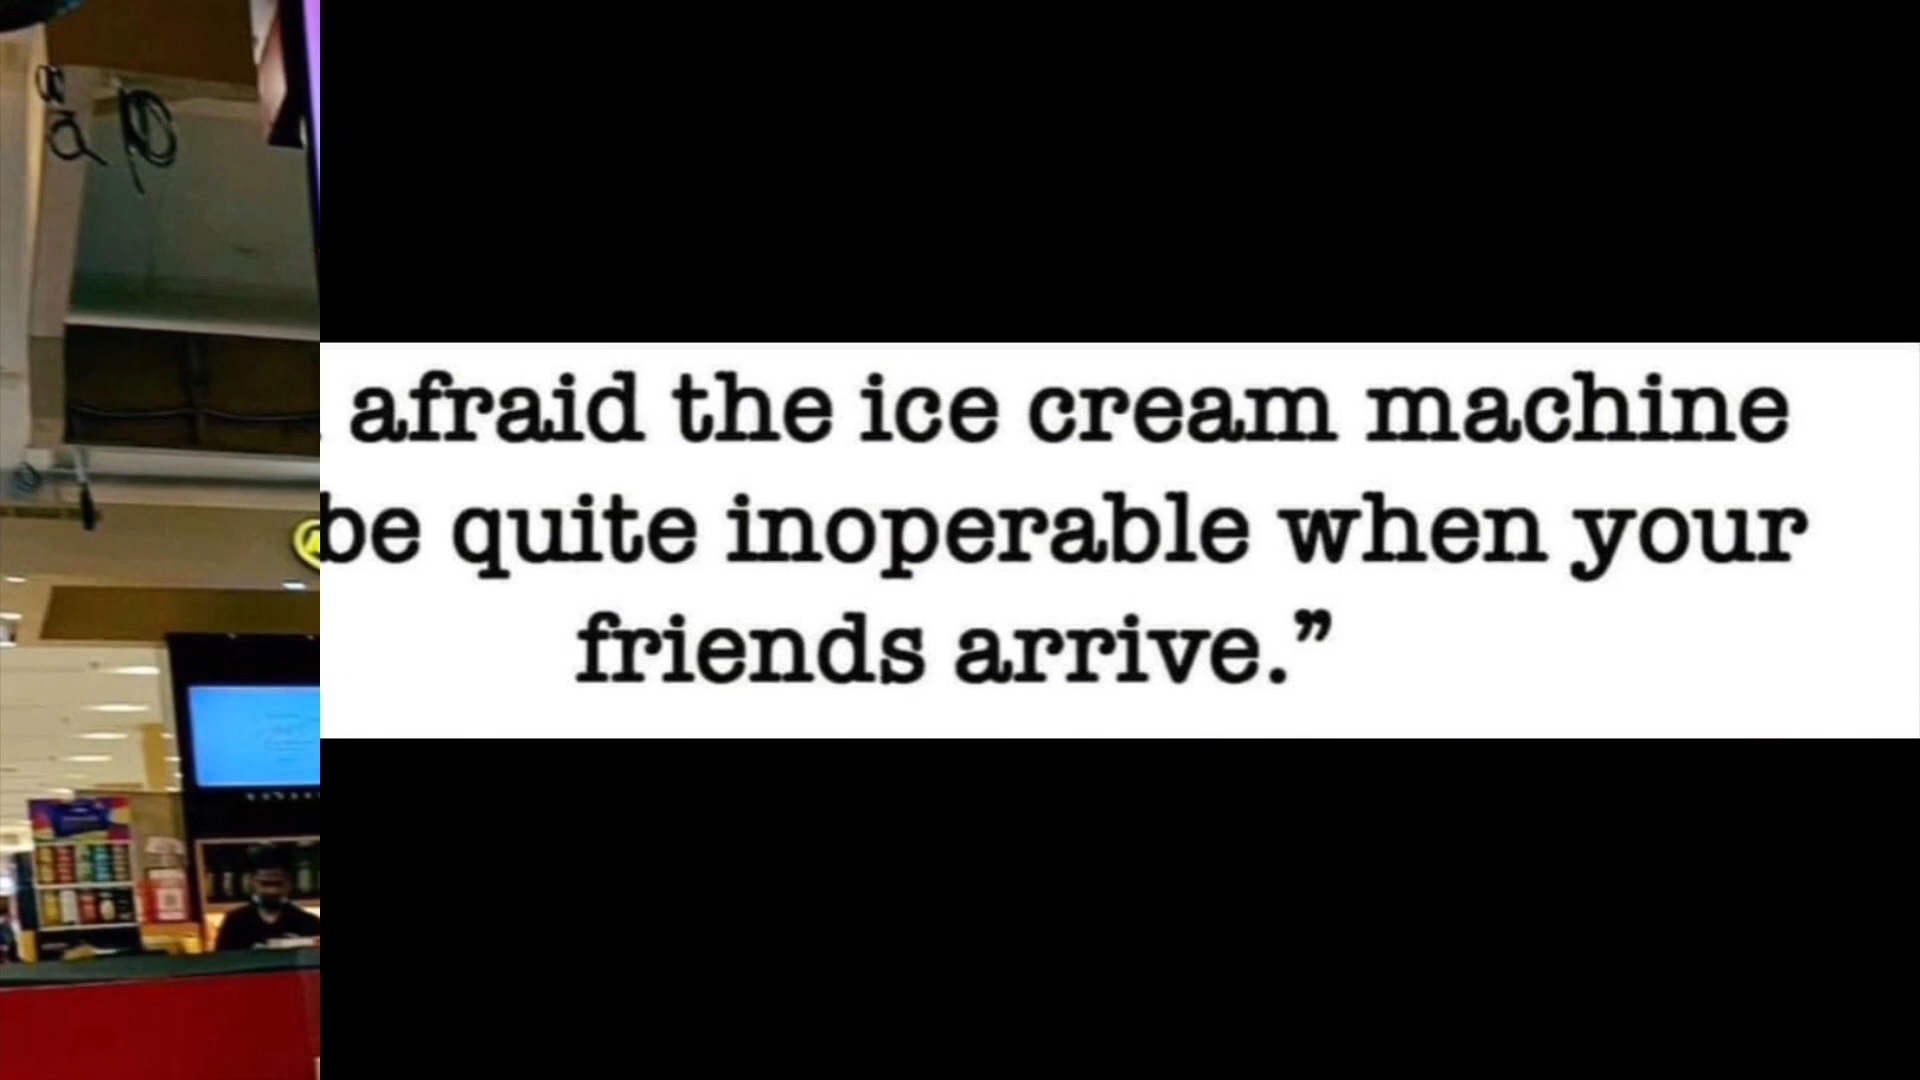 afraid the ice cream machine
be quite inoperable when your
friends arrive.”